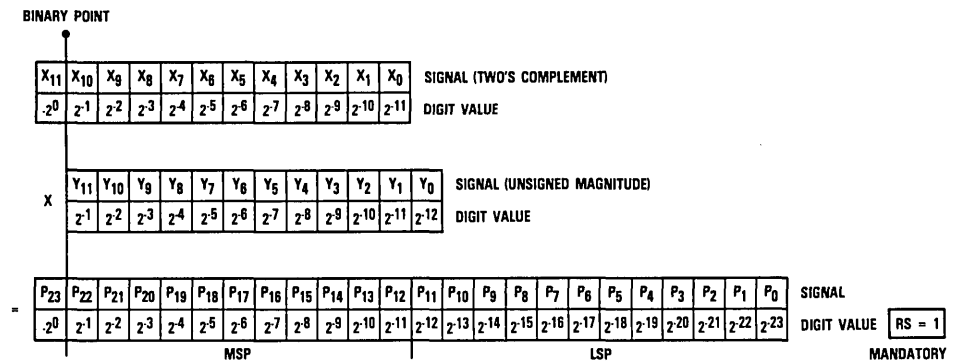 BINARY POINT
X11 X10 X9 X8 X7 X6 X5 X4 X3 X2 X1 X0 SIGNAL (TWO'S COMPLEMENT)
-2^0 2^-1 2^-2 2^-3 2^-4 2^-5 2^-6 2^-7 2^-8 2^-9 2^-10 2^-11 DIGIT VALUE
X
Y11 Y10 Y9 Y8 Y7 Y6 Y5 Y4 Y3 Y2 Y1 Y0 SIGNAL (UNSIGNED MAGNITUDE)
2^-1 2^-2 2^-3 2^-4 2^-5 2^-6 2^-7 2^-8 2^-9 2^-10 2^-11 2^-12 DIGIT VALUE
=
P23 P22 P21 P20 P19 P18 P17 P16 P15 P14 P13 P12 P11 P10 P9 P8 P7 P6 P5 P4 P3 P2 P1 P0 SIGNAL
-2^0 2^-1 2^-2 2^-3 2^-4 2^-5 2^-6 2^-7 2^-8 2^-9 2^-10 2^-11 2^-12 2^-13 2^-14 2^-15 2^-16 2^-17 2^-18 2^-19 2^-20 2^-21 2^-22 2^-23 DIGIT VALUE RS = 1
MSP LSP MANDATORY